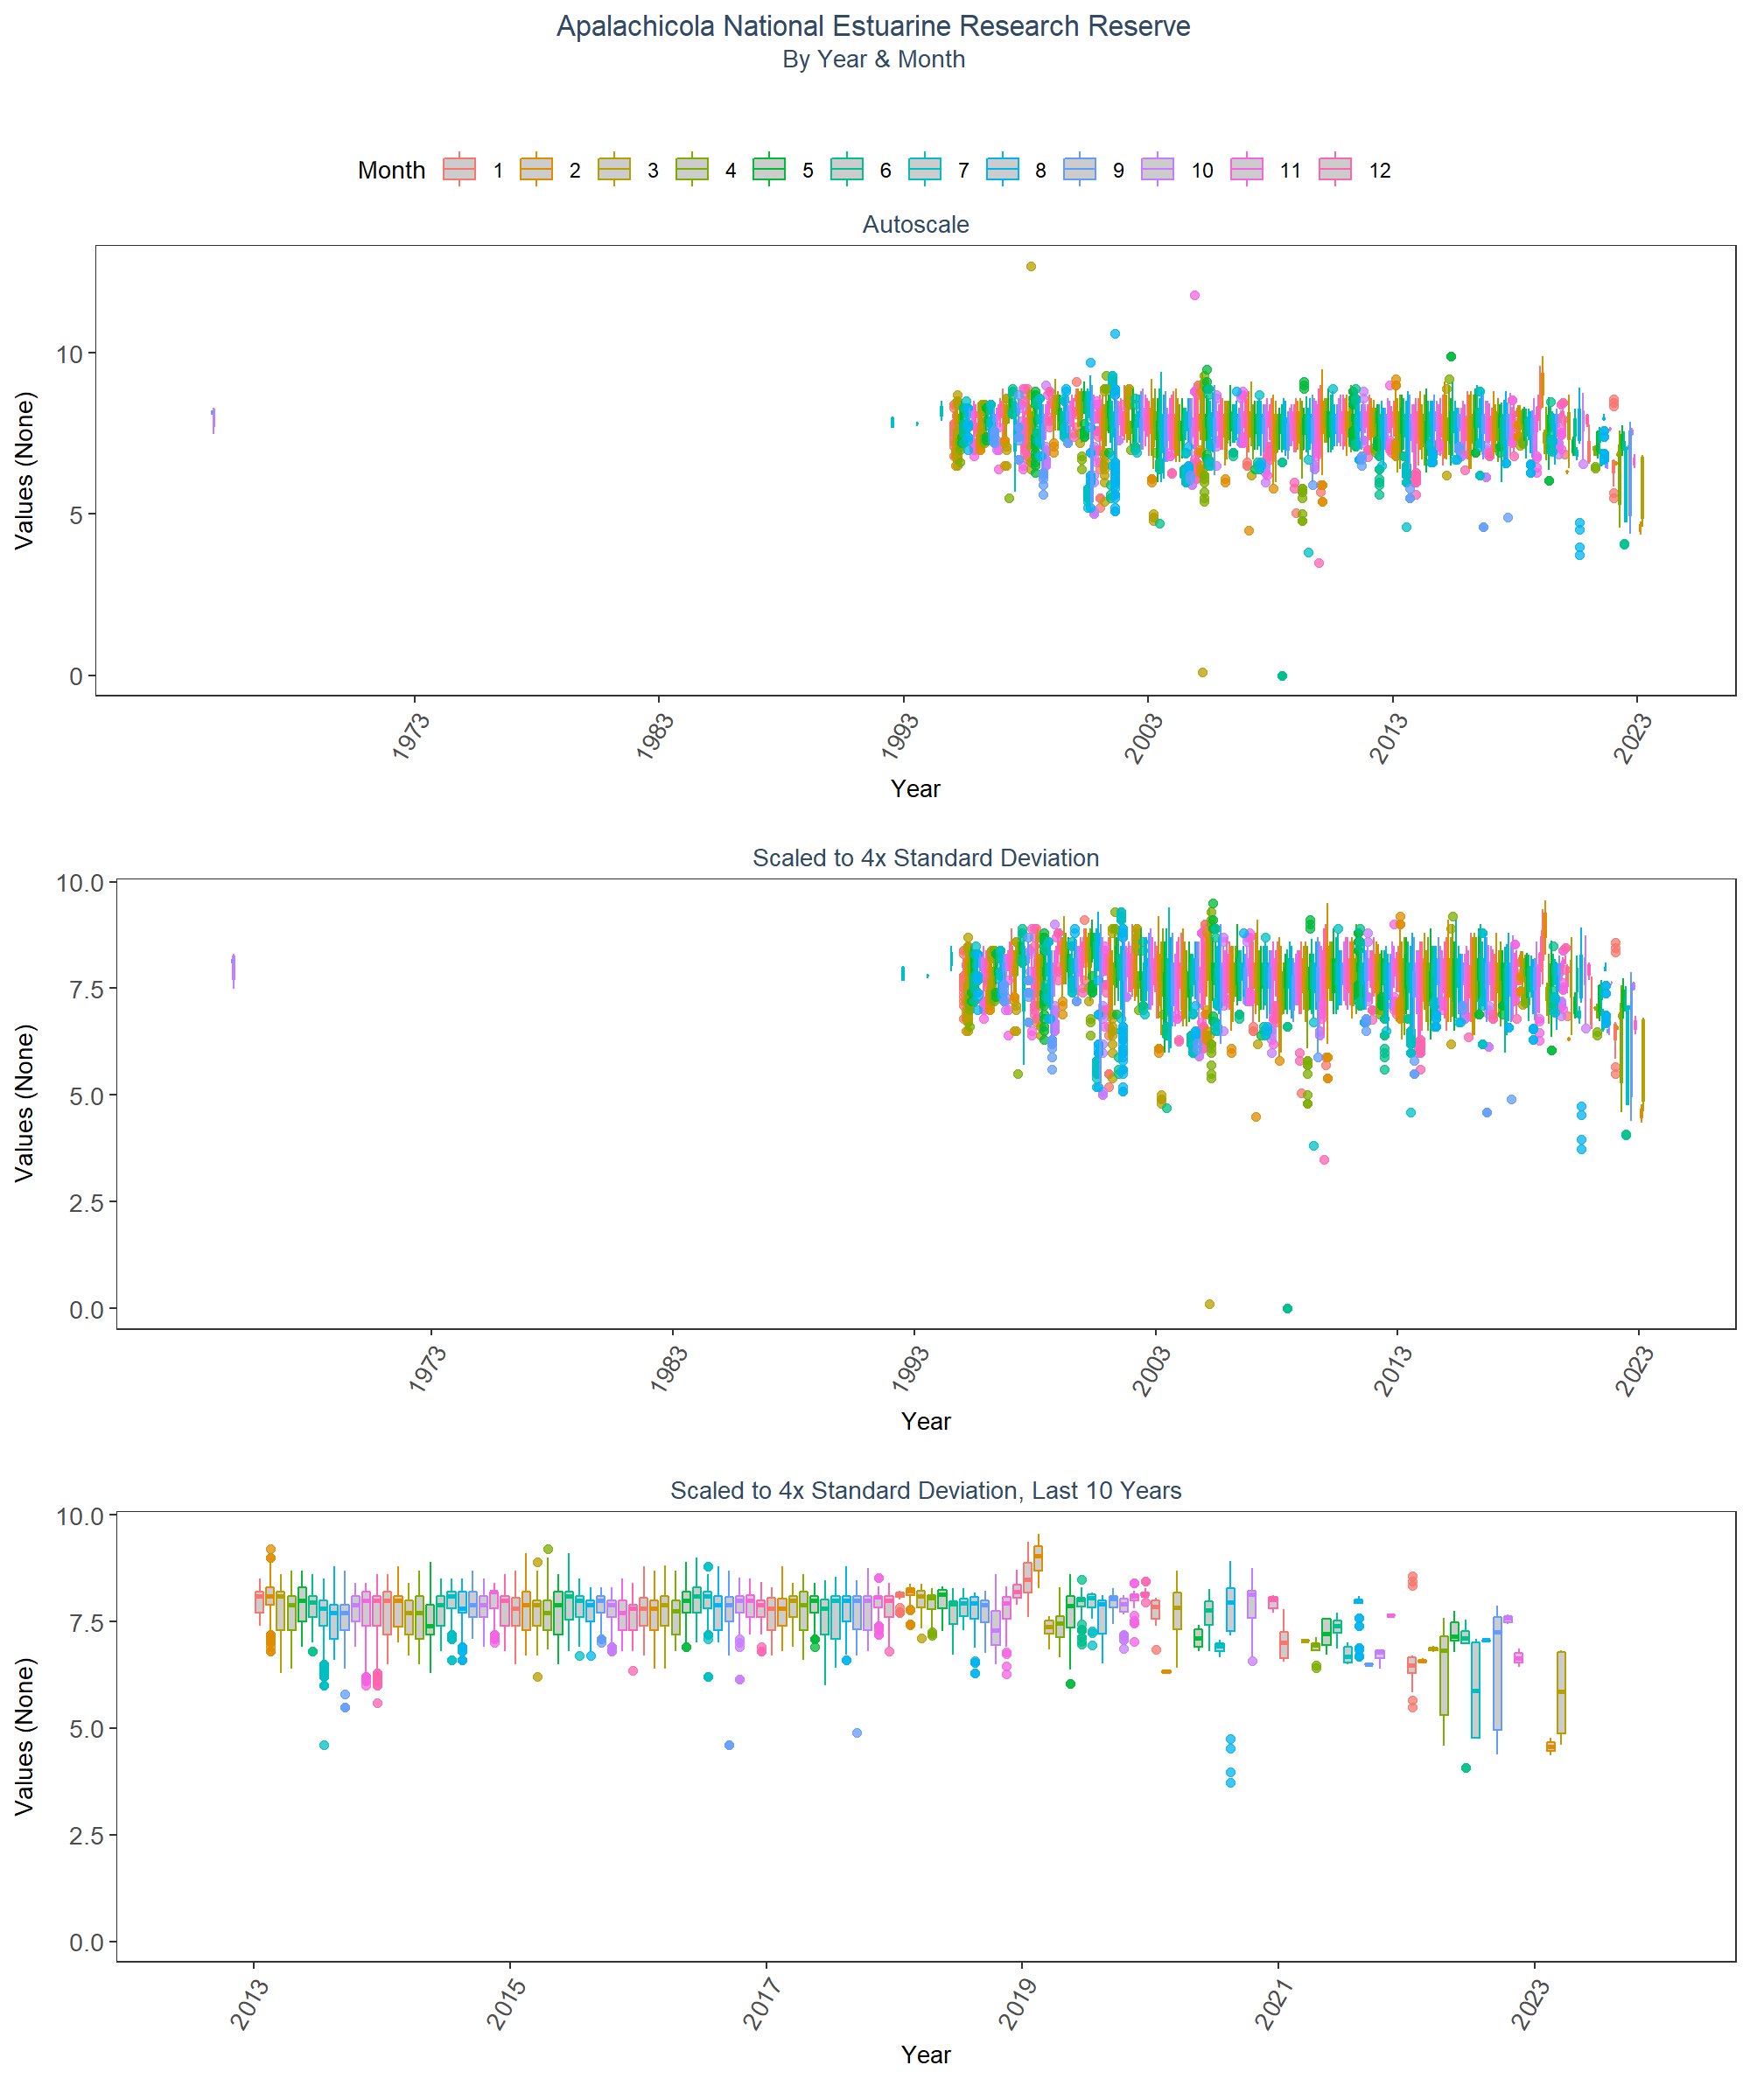 Apalachicola National Estuarine Research Reserve
By Year & Month
Month 1 2 3 4 5 6 7 8 9 10 11 12
Autoscale
Values (None)
10
5
0
1973 1983 1993 2003 2013 2023
Year
Scaled to 4x Standard Deviation
Values (None)
10.0
7.5
5.0
2.5
0.0
1973 1983 1993 2003 2013 2023
Year
Scaled to 4x Standard Deviation, Last 10 Years
Values (None)
10.0
7.5
5.0
2.5
0.0
2013 2015 2017 2019 2021 2023
Year